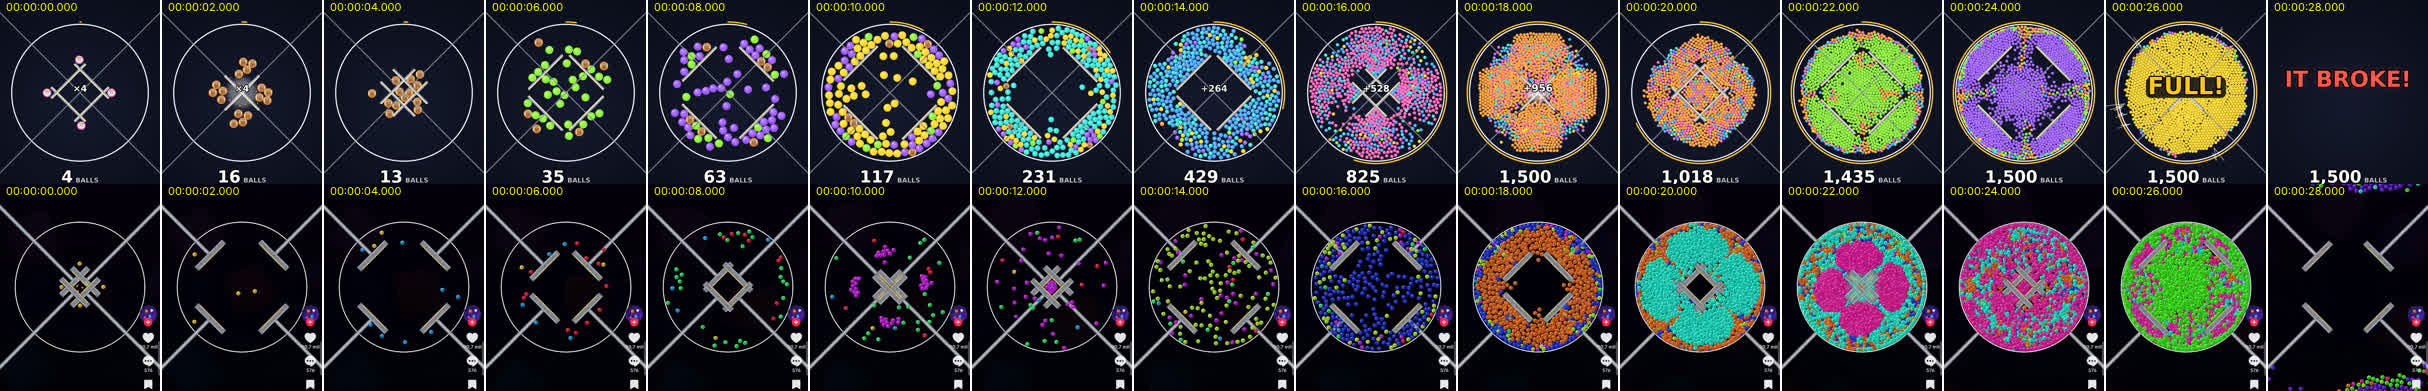 00:00:00.000 00:00:02.000 00:00:04.000 00:00:06.000 00:00:08.000 00:00:10.000 00:00:12.000 00:00:14.000 00:00:16.000 00:00:18.000 00:00:20.000 00:00:22.000 00:00:24.000 00:00:26.000 00:00:28.000
×4 ×4 +264 +528 +956 FULL! IT BROKE!
4 BALLS 16 BALLS 13 BALLS 35 BALLS 63 BALLS 117 BALLS 231 BALLS 429 BALLS 825 BALLS 1,500 BALLS 1,018 BALLS 1,435 BALLS 1,500 BALLS 1,500 BALLS 1,500 BALLS
00:00:00.000 00:00:02.000 00:00:04.000 00:00:06.000 00:00:08.000 00:00:10.000 00:00:12.000 00:00:14.000 00:00:16.000 00:00:18.000 00:00:20.000 00:00:22.000 00:00:24.000 00:00:26.000 00:00:28.000